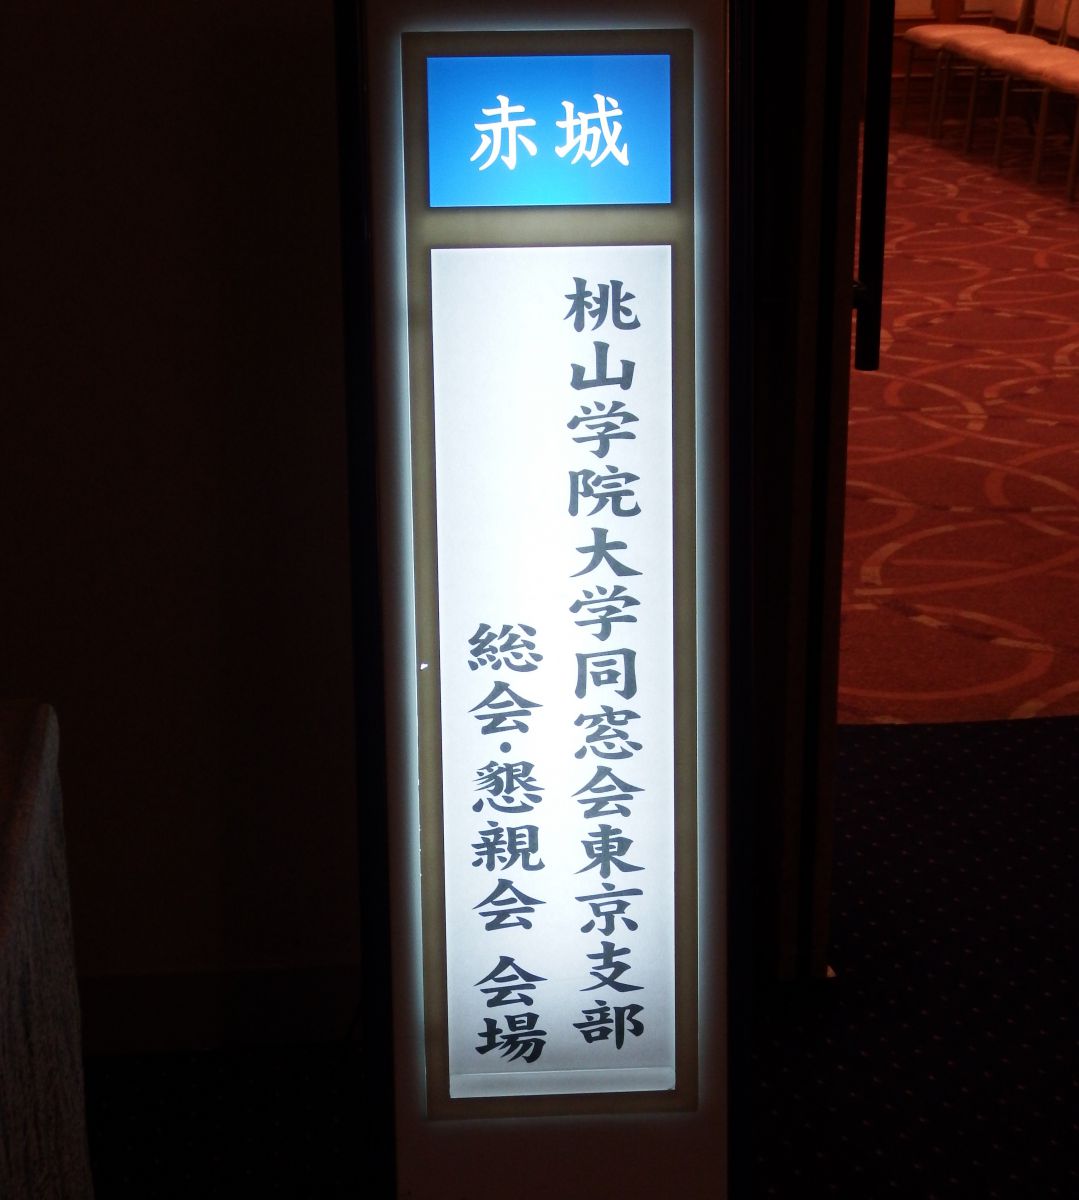 赤城
桃山学院大学同窓会東京支部
総会・懇親会 会場